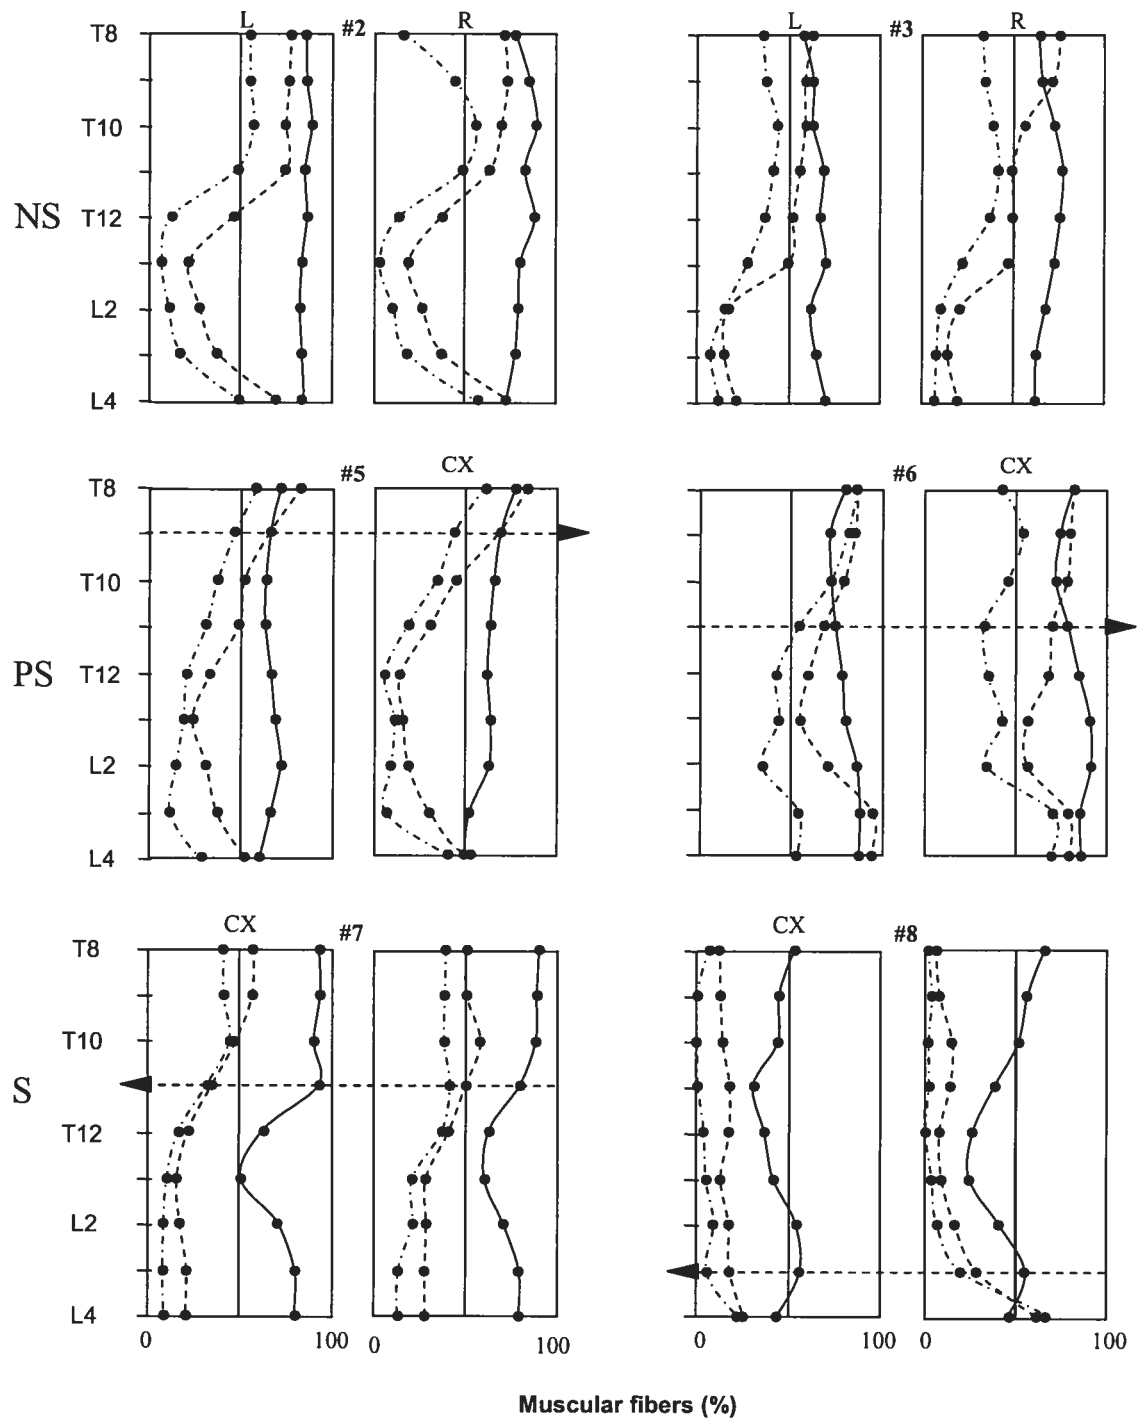 L #2 R L #3 R
T8
T10
NS T12
L2
L4
#5 CX #6 CX
T8
T10
PS T12
L2
L4
CX #7 CX #8
T8
T10
S
T12
L2
L4
0 100 0 100 0 100 0 100
Muscular fibers (%)